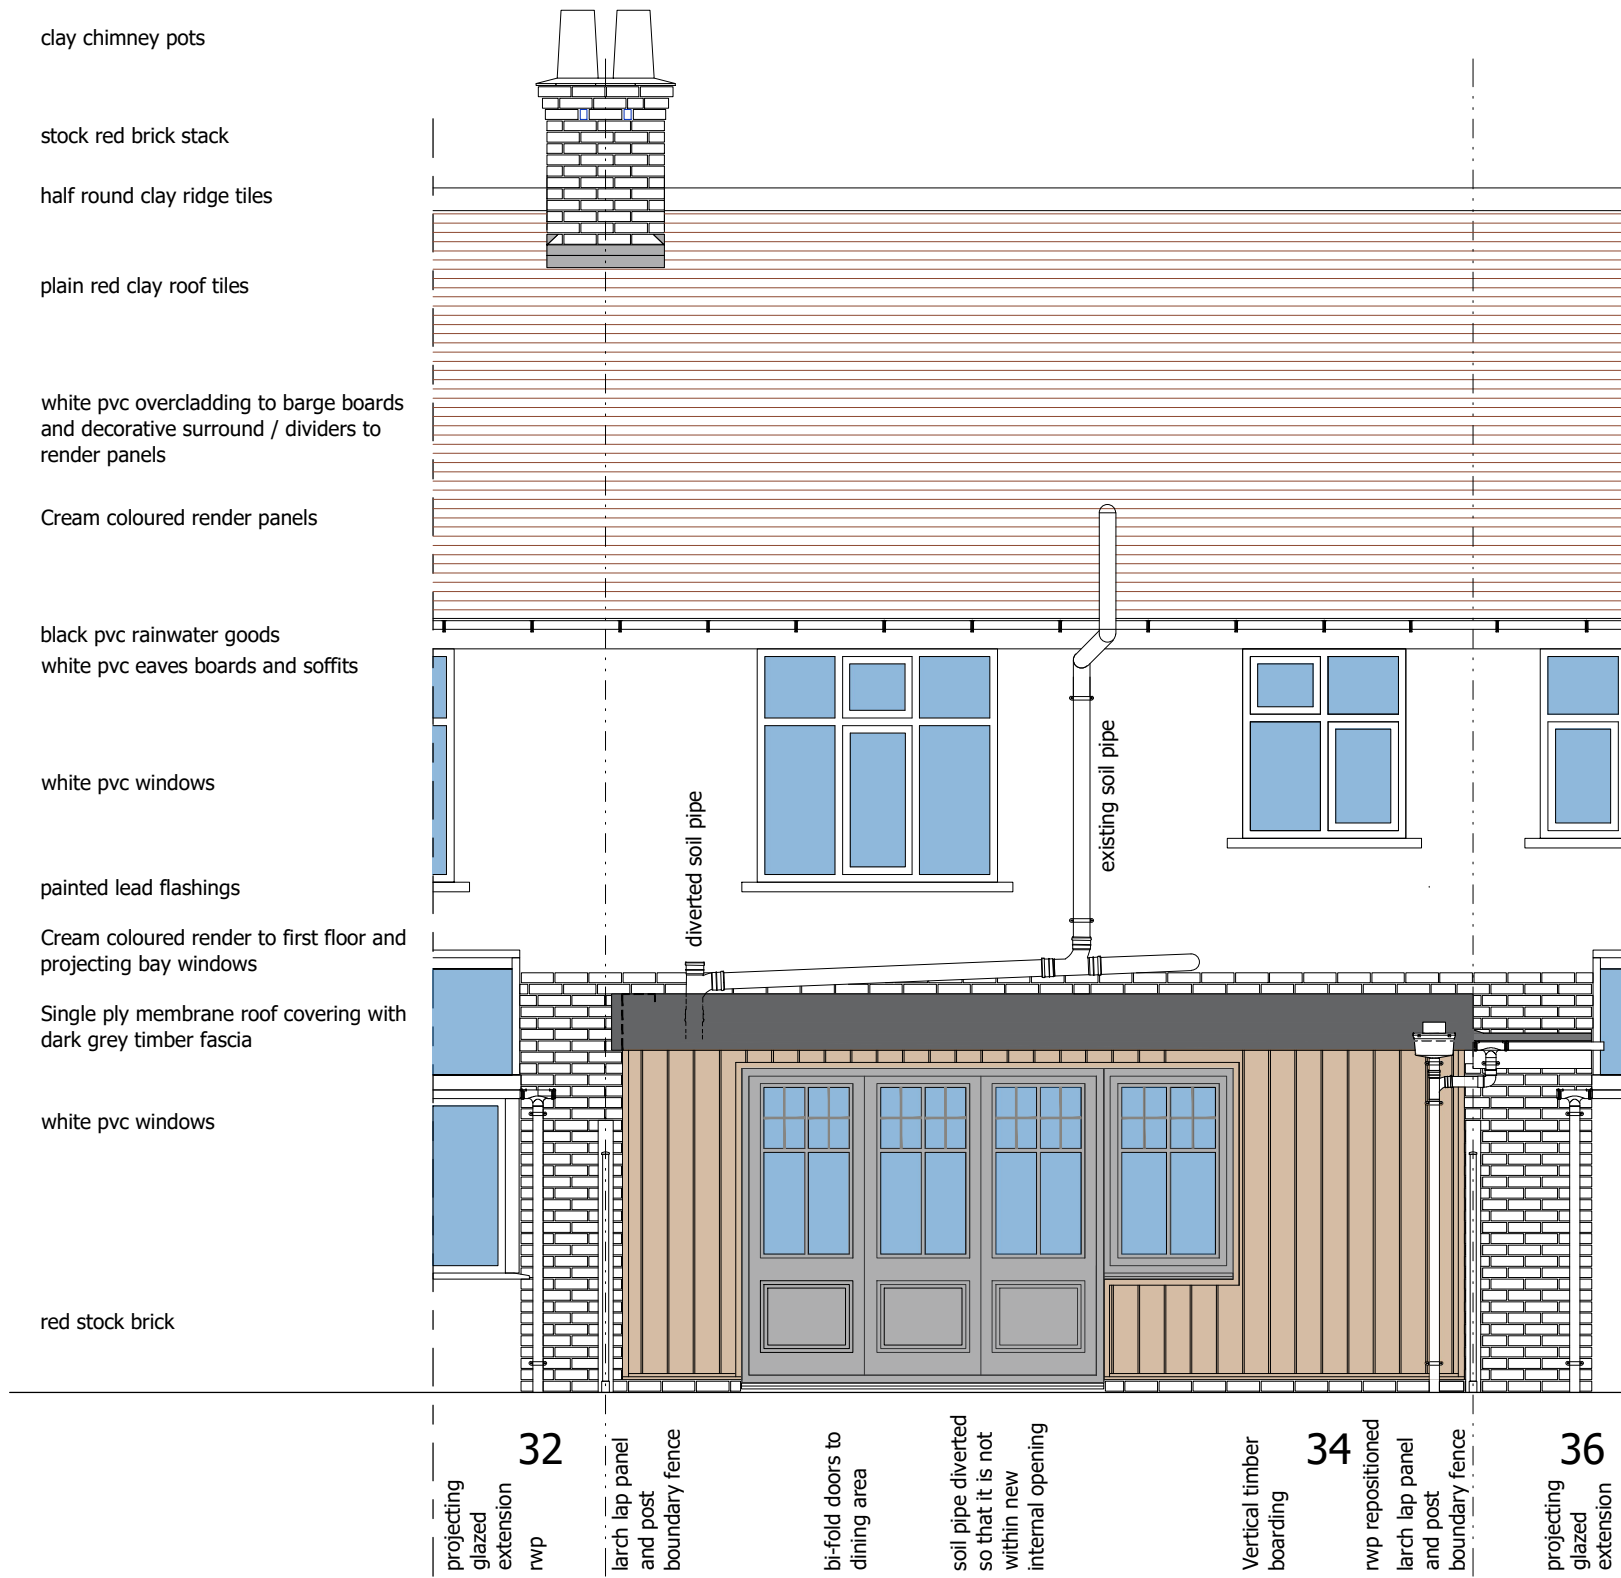 clay chimney pots
stock red brick stack
half round clay ridge tiles
plain red clay roof tiles
white pvc overcladding to barge boards
and decorative surround / dividers to
render panels
Cream coloured render panels
black pvc rainwater goods
white pvc eaves boards and soffits
white pvc windows
painted lead flashings
Cream coloured render to first floor and
projecting bay windows
Single ply membrane roof covering with
dark grey timber fascia
white pvc windows
red stock brick
diverted soil pipe
existing soil pipe
32
34
36
projecting
glazed
extension
rwp
larch lap panel
and post
boundary fence
bi-fold doors to
dining area
soil pipe diverted
so that it is not
within new
internal opening
Vertical timber
boarding
rwp repositioned
larch lap panel
and post
boundary fence
projecting
glazed
extension